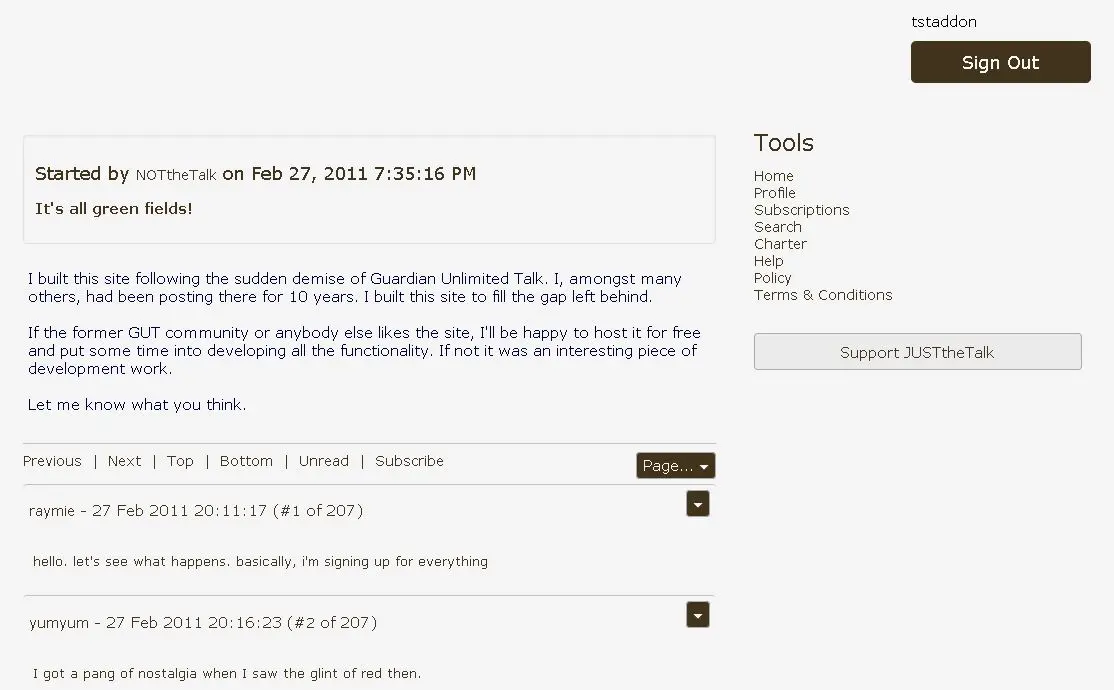 tstaddon
Sign Out
Started by NOTtheTalk on Feb 27, 2011 7:35:16 PM
It's all green fields!
I built this site following the sudden demise of Guardian Unlimited Talk. I, amongst many
others, had been posting there for 10 years. I built this site to fill the gap left behind.
If the former GUT community or anybody else likes the site, I'll be happy to host it for free
and put some time into developing all the functionality. If not it was an interesting piece of
development work.
Let me know what you think.
Previous | Next | Top | Bottom | Unread | Subscribe
Page...
raymie - 27 Feb 2011 20:11:17 (#1 of 207)
hello. let's see what happens. basically, i'm signing up for everything
yumyum - 27 Feb 2011 20:16:23 (#2 of 207)
I got a pang of nostalgia when I saw the glint of red then.
Tools
Home
Profile
Subscriptions
Search
Charter
Help
Policy
Terms & Conditions
Support JUSTtheTalk